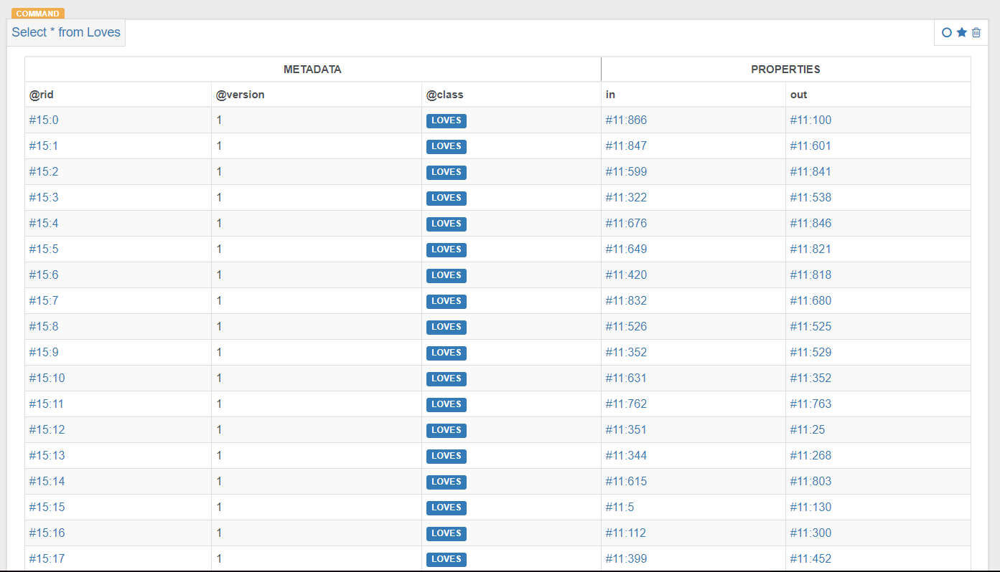 COMMAND
Select * from Loves
METADATA PROPERTIES
@rid @version @class in out
#15:0 1 LOVES #11:866 #11:100
#15:1 1 LOVES #11:847 #11:601
#15:2 1 LOVES #11:599 #11:841
#15:3 1 LOVES #11:322 #11:538
#15:4 1 LOVES #11:676 #11:846
#15:5 1 LOVES #11:649 #11:821
#15:6 1 LOVES #11:420 #11:818
#15:7 1 LOVES #11:832 #11:680
#15:8 1 LOVES #11:526 #11:525
#15:9 1 LOVES #11:352 #11:529
#15:10 1 LOVES #11:631 #11:352
#15:11 1 LOVES #11:762 #11:763
#15:12 1 LOVES #11:351 #11:25
#15:13 1 LOVES #11:344 #11:268
#15:14 1 LOVES #11:615 #11:803
#15:15 1 LOVES #11:5 #11:130
#15:16 1 LOVES #11:112 #11:300
#15:17 1 LOVES #11:399 #11:452